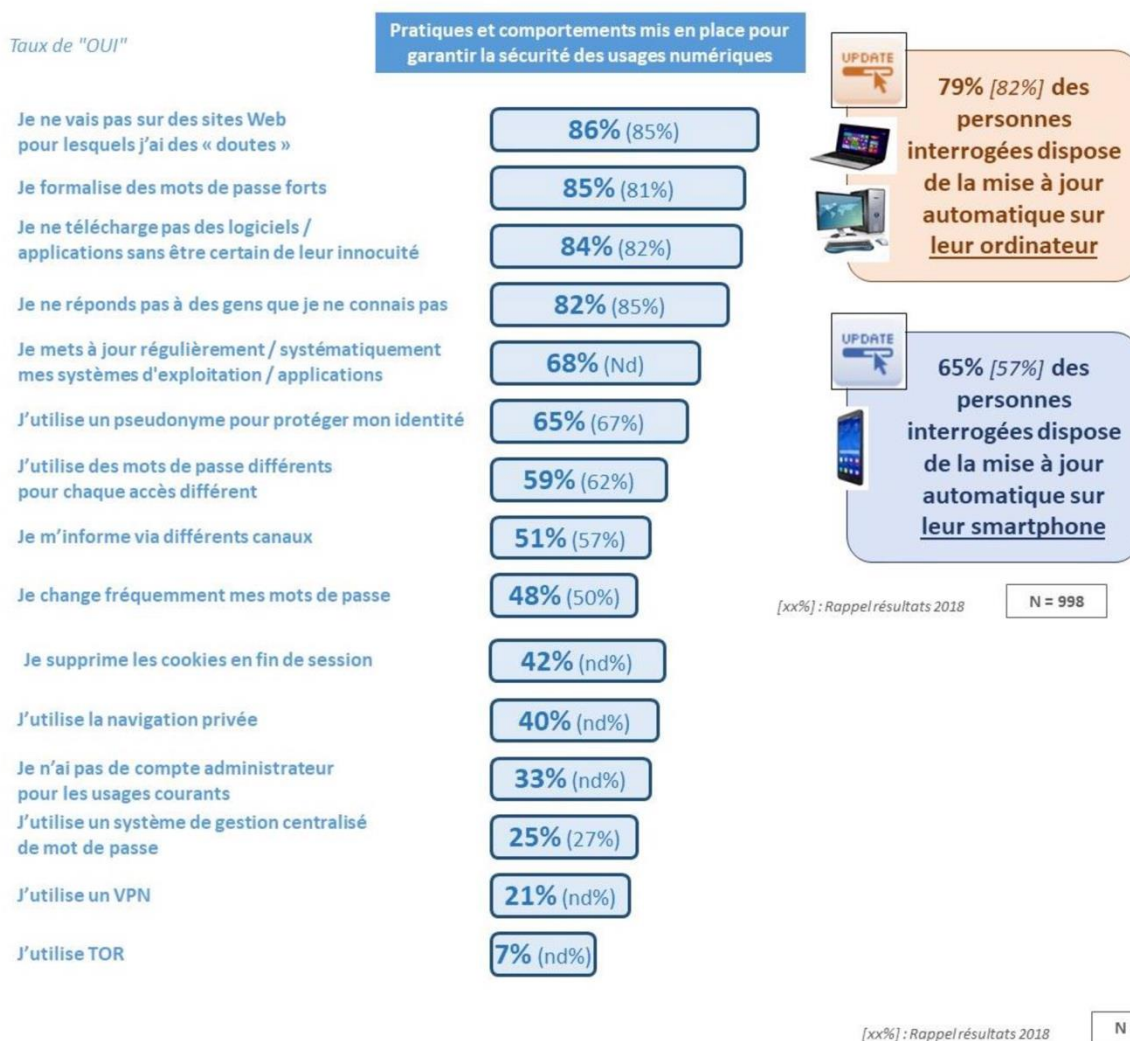 Taux de "OUI"
Pratiques et comportements mis en place pour
garantir la sécurité des usages numériques
Je ne vais pas sur des sites Web
pour lesquels j'ai des « doutes »
86% (85%)
Je formalise des mots de passe forts
85% (81%)
Je ne télécharge pas des logiciels /
applications sans être certain de leur innocuité
84% (82%)
Je ne réponds pas à des gens que je ne connais pas
82% (85%)
Je mets à jour régulièrement / systématiquement
mes systèmes d'exploitation / applications
68% (Nd)
J'utilise un pseudonyme pour protéger mon identité
65% (67%)
J'utilise des mots de passe différents
pour chaque accès différent
59% (62%)
Je m'informe via différents canaux
51% (57%)
Je change fréquemment mes mots de passe
48% (50%)
Je supprime les cookies en fin de session
42% (nd%)
J'utilise la navigation privée
40% (nd%)
Je n'ai pas de compte administrateur
pour les usages courants
33% (nd%)
J'utilise un système de gestion centralisé
de mot de passe
25% (27%)
J'utilise un VPN
21% (nd%)
J'utilise TOR
7% (nd%)
UPDATE
79% [82%] des
personnes
interrogées dispose
de la mise à jour
automatique sur
leur ordinateur
UPDATE
65% [57%] des
personnes
interrogées dispose
de la mise à jour
automatique sur
leur smartphone
[xx%] : Rappel résultats 2018
N = 998
[xx%] : Rappel résultats 2018
N